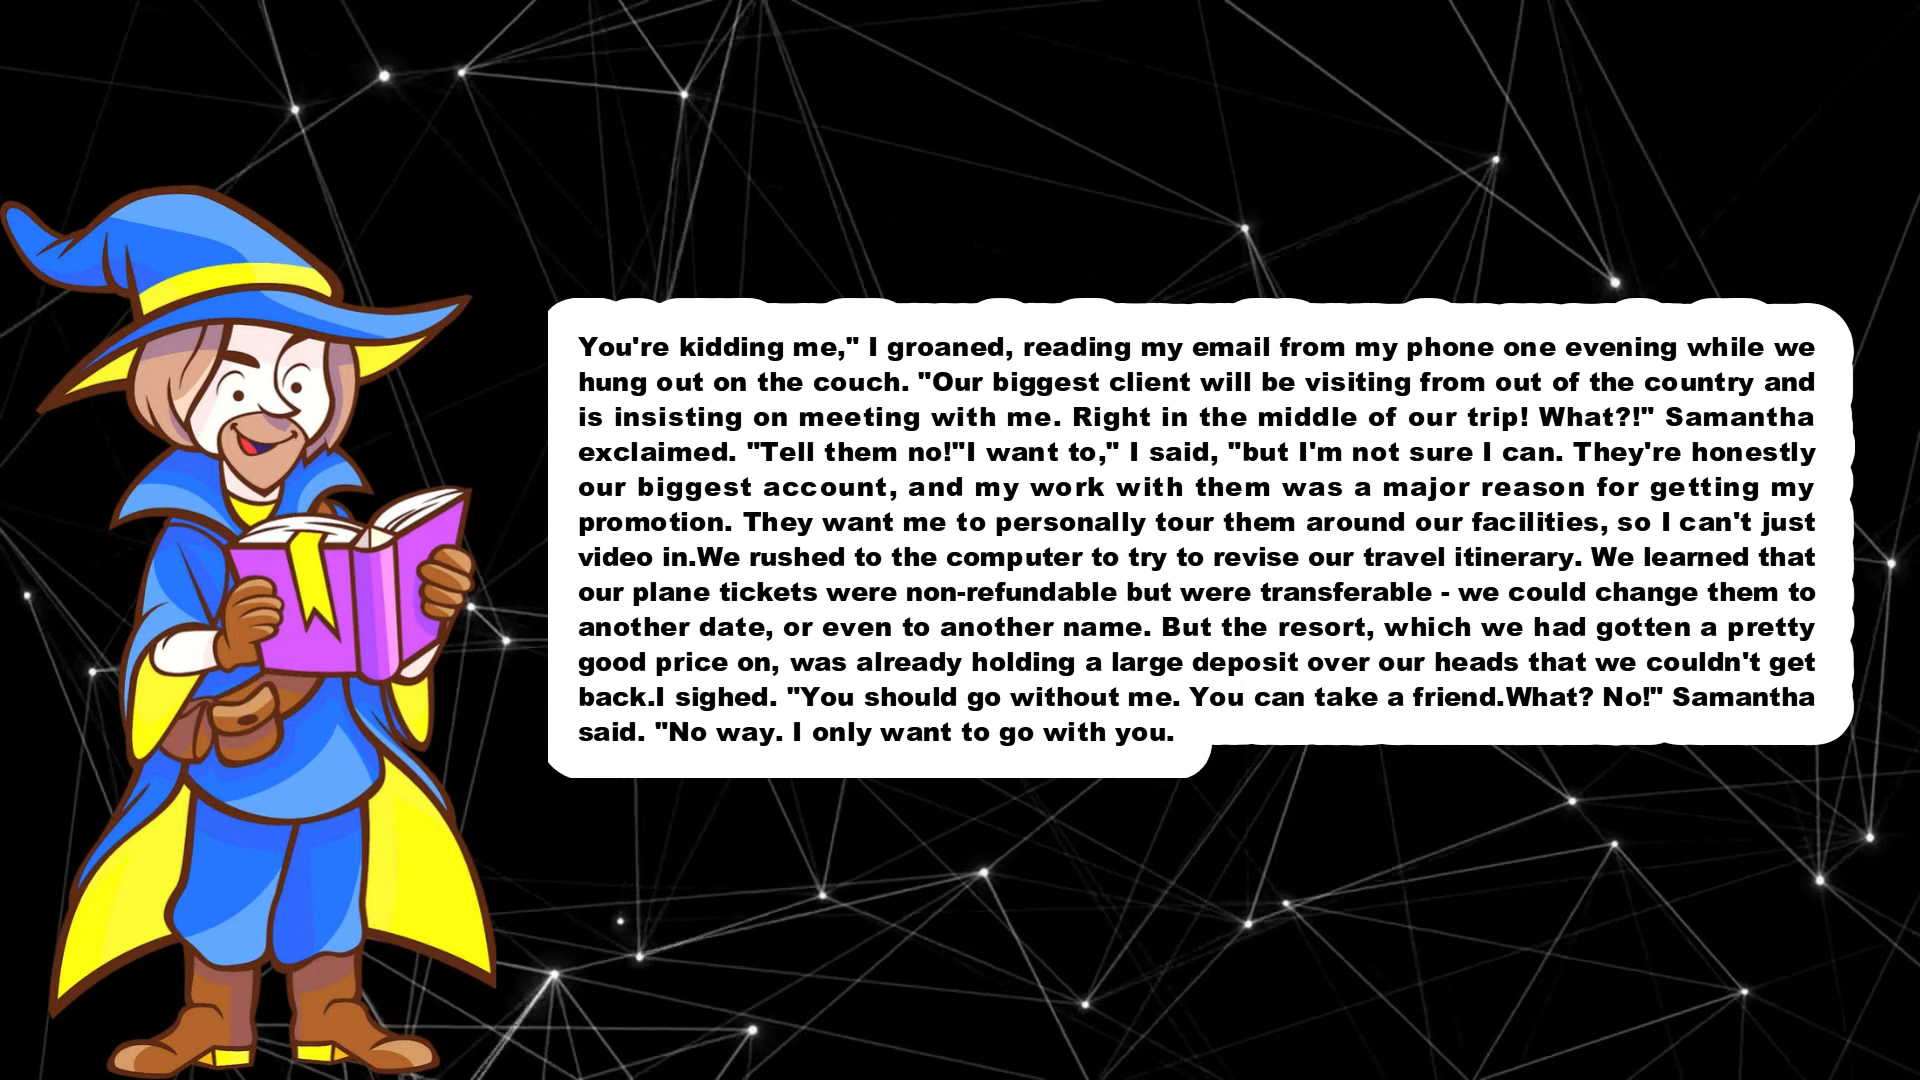 You're kidding me," I groaned, reading my email from my phone one evening while we
hung out on the couch. "Our biggest client will be visiting from out of the country and
is insisting on meeting with me. Right in the middle of our trip! What?!" Samantha
exclaimed. "Tell them no!"I want to," I said, "but I'm not sure I can. They're honestly
our biggest account, and my work with them was a major reason for getting my
promotion. They want me to personally tour them around our facilities, so I can't just
video in.We rushed to the computer to try to revise our travel itinerary. We learned that
our plane tickets were non-refundable but were transferable - we could change them to
another date, or even to another name. But the resort, which we had gotten a pretty
good price on, was already holding a large deposit over our heads that we couldn't get
back.I sighed. "You should go without me. You can take a friend.What? No!" Samantha
said. "No way. I only want to go with you.